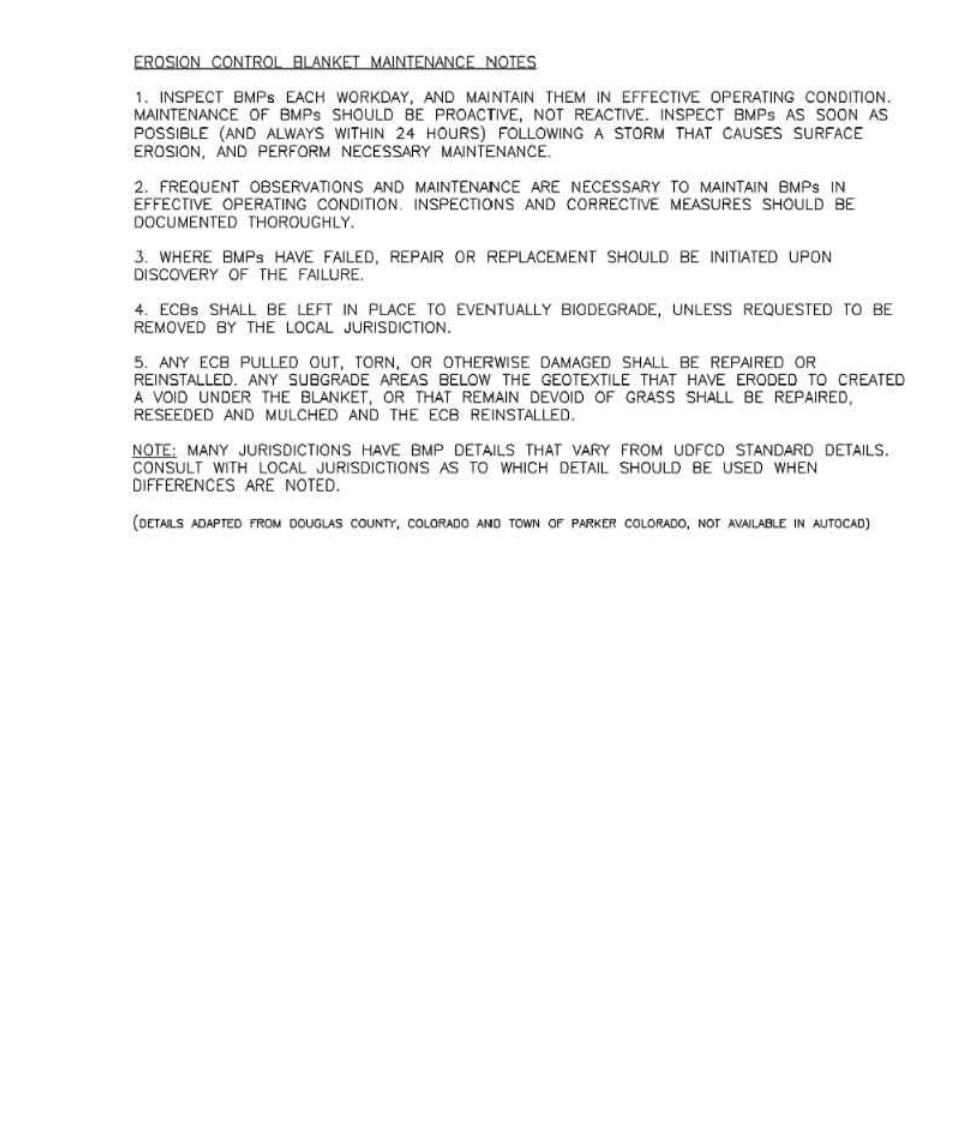 EROSION CONTROL BLANKET MAINTENANCE NOTES
1. INSPECT BMPs EACH WORKDAY, AND MAINTAIN THEM IN EFFECTIVE OPERATING CONDITION.
MAINTENANCE OF BMPs SHOULD BE PROACTIVE, NOT REACTIVE. INSPECT BMPs AS SOON AS
POSSIBLE (AND ALWAYS WITHIN 24 HOURS) FOLLOWING A STORM THAT CAUSES SURFACE
EROSION, AND PERFORM NECESSARY MAINTENANCE.
2. FREQUENT OBSERVATIONS AND MAINTENANCE ARE NECESSARY TO MAINTAIN BMPs IN
EFFECTIVE OPERATING CONDITION. INSPECTIONS AND CORRECTIVE MEASURES SHOULD BE
DOCUMENTED THOROUGHLY.
3. WHERE BMPs HAVE FAILED, REPAIR OR REPLACEMENT SHOULD BE INITIATED UPON
DISCOVERY OF THE FAILURE.
4. ECBs SHALL BE LEFT IN PLACE TO EVENTUALLY BIODEGRADE, UNLESS REQUESTED TO BE
REMOVED BY THE LOCAL JURISDICTION.
5. ANY ECB PULLED OUT, TORN, OR OTHERWISE DAMAGED SHALL BE REPAIRED OR
REINSTALLED. ANY SUBGRADE AREAS BELOW THE GEOTEXTILE THAT HAVE ERODED TO CREATED
A VOID UNDER THE BLANKET, OR THAT REMAIN DEVOID OF GRASS SHALL BE REPAIRED,
RESEEDED AND MULCHED AND THE ECB REINSTALLED.
NOTE: MANY JURISDICTIONS HAVE BMP DETAILS THAT VARY FROM UDFCD STANDARD DETAILS.
CONSULT WITH LOCAL JURISDICTIONS AS TO WHICH DETAIL SHOULD BE USED WHEN
DIFFERENCES ARE NOTED.
(DETAILS ADAPTED FROM DOUGLAS COUNTY, COLORADO AND TOWN OF PARKER COLORADO, NOT AVAILABLE IN AUTOCAD)